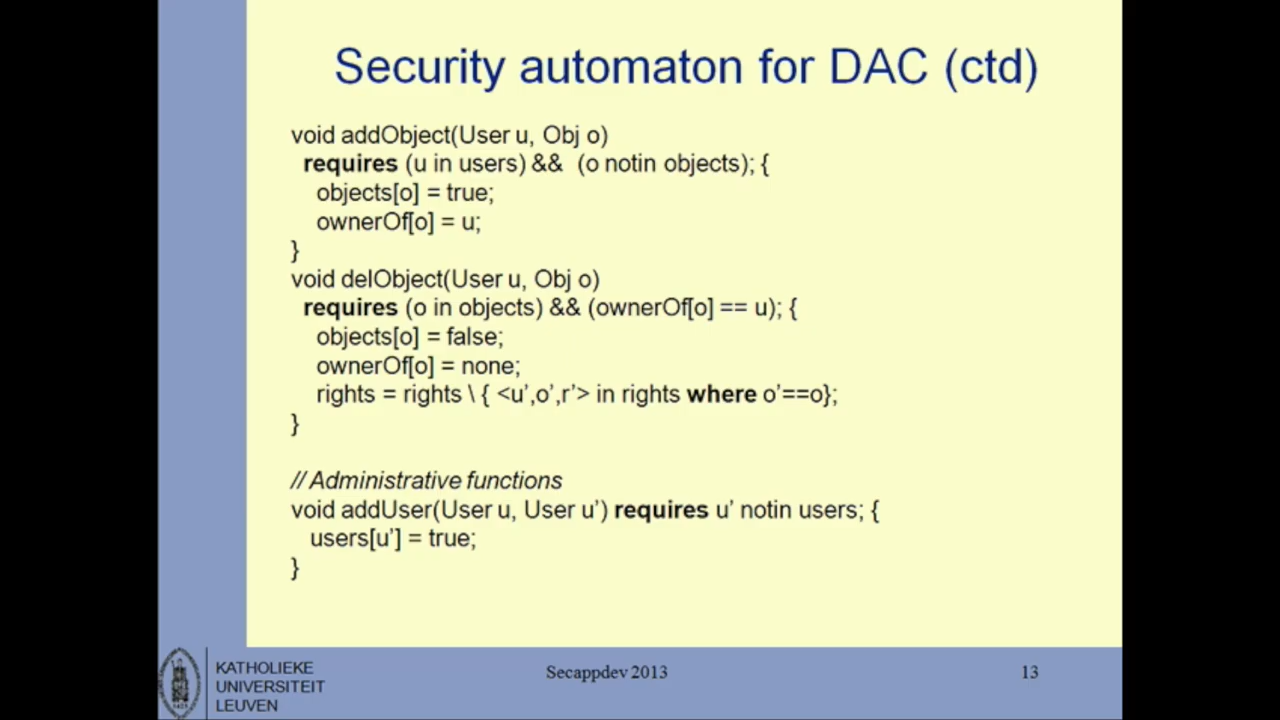 Security automaton for DAC (ctd)
void addObject(User u, Obj o)
requires (u in users) && (o notin objects); {
objects[o] = true;
ownerOf[o] = u;
}
void delObject(User u, Obj o)
requires (o in objects) && (ownerOf[o] == u); {
objects[o] = false;
ownerOf[o] = none;
rights = rights \ { <u’,o’,r’> in rights where o’==o};
}
// Administrative functions
void addUser(User u, User u’) requires u’ notin users; {
users[u’] = true;
}
KATHOLIEKE
UNIVERSITEIT
LEUVEN
Secappdev 2013
13